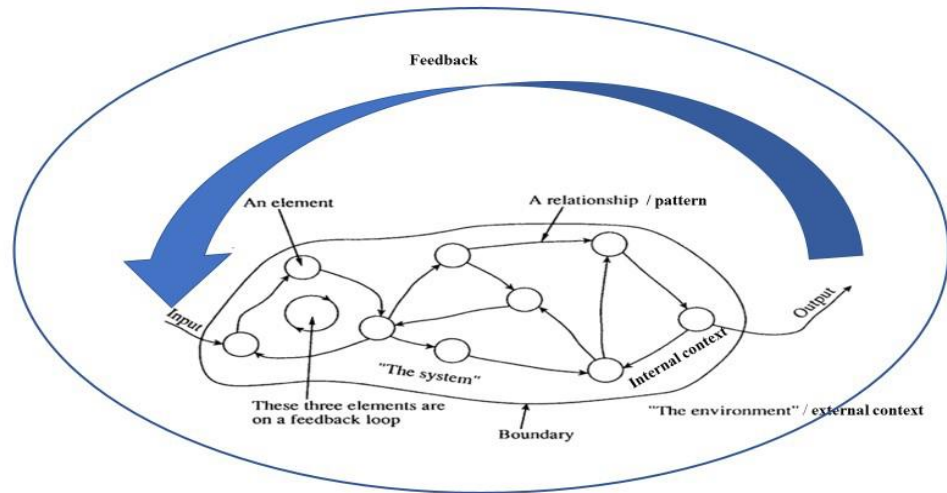 Feedback
An element
A relationship / pattern
Input
Output
"The system"
Internal context
These three elements are
on a feedback loop
"The environment" / external context
Boundary